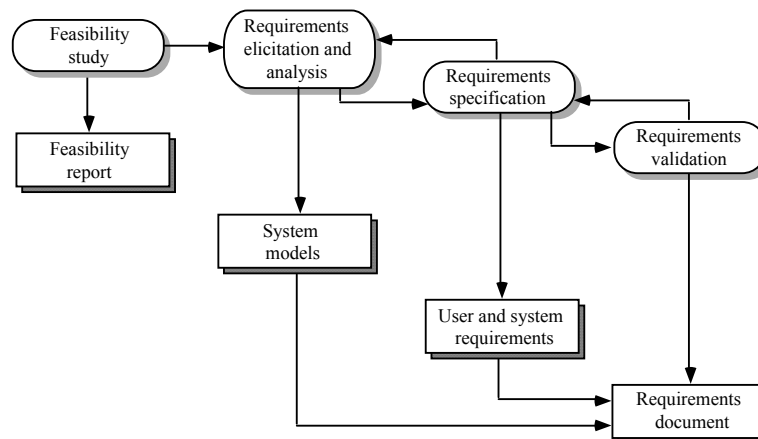 Feasibility
study
Requirements
elicitation and
analysis
Requirements
specification
Requirements
validation
Feasibility
report
System
models
User and system
requirements
Requirements
document